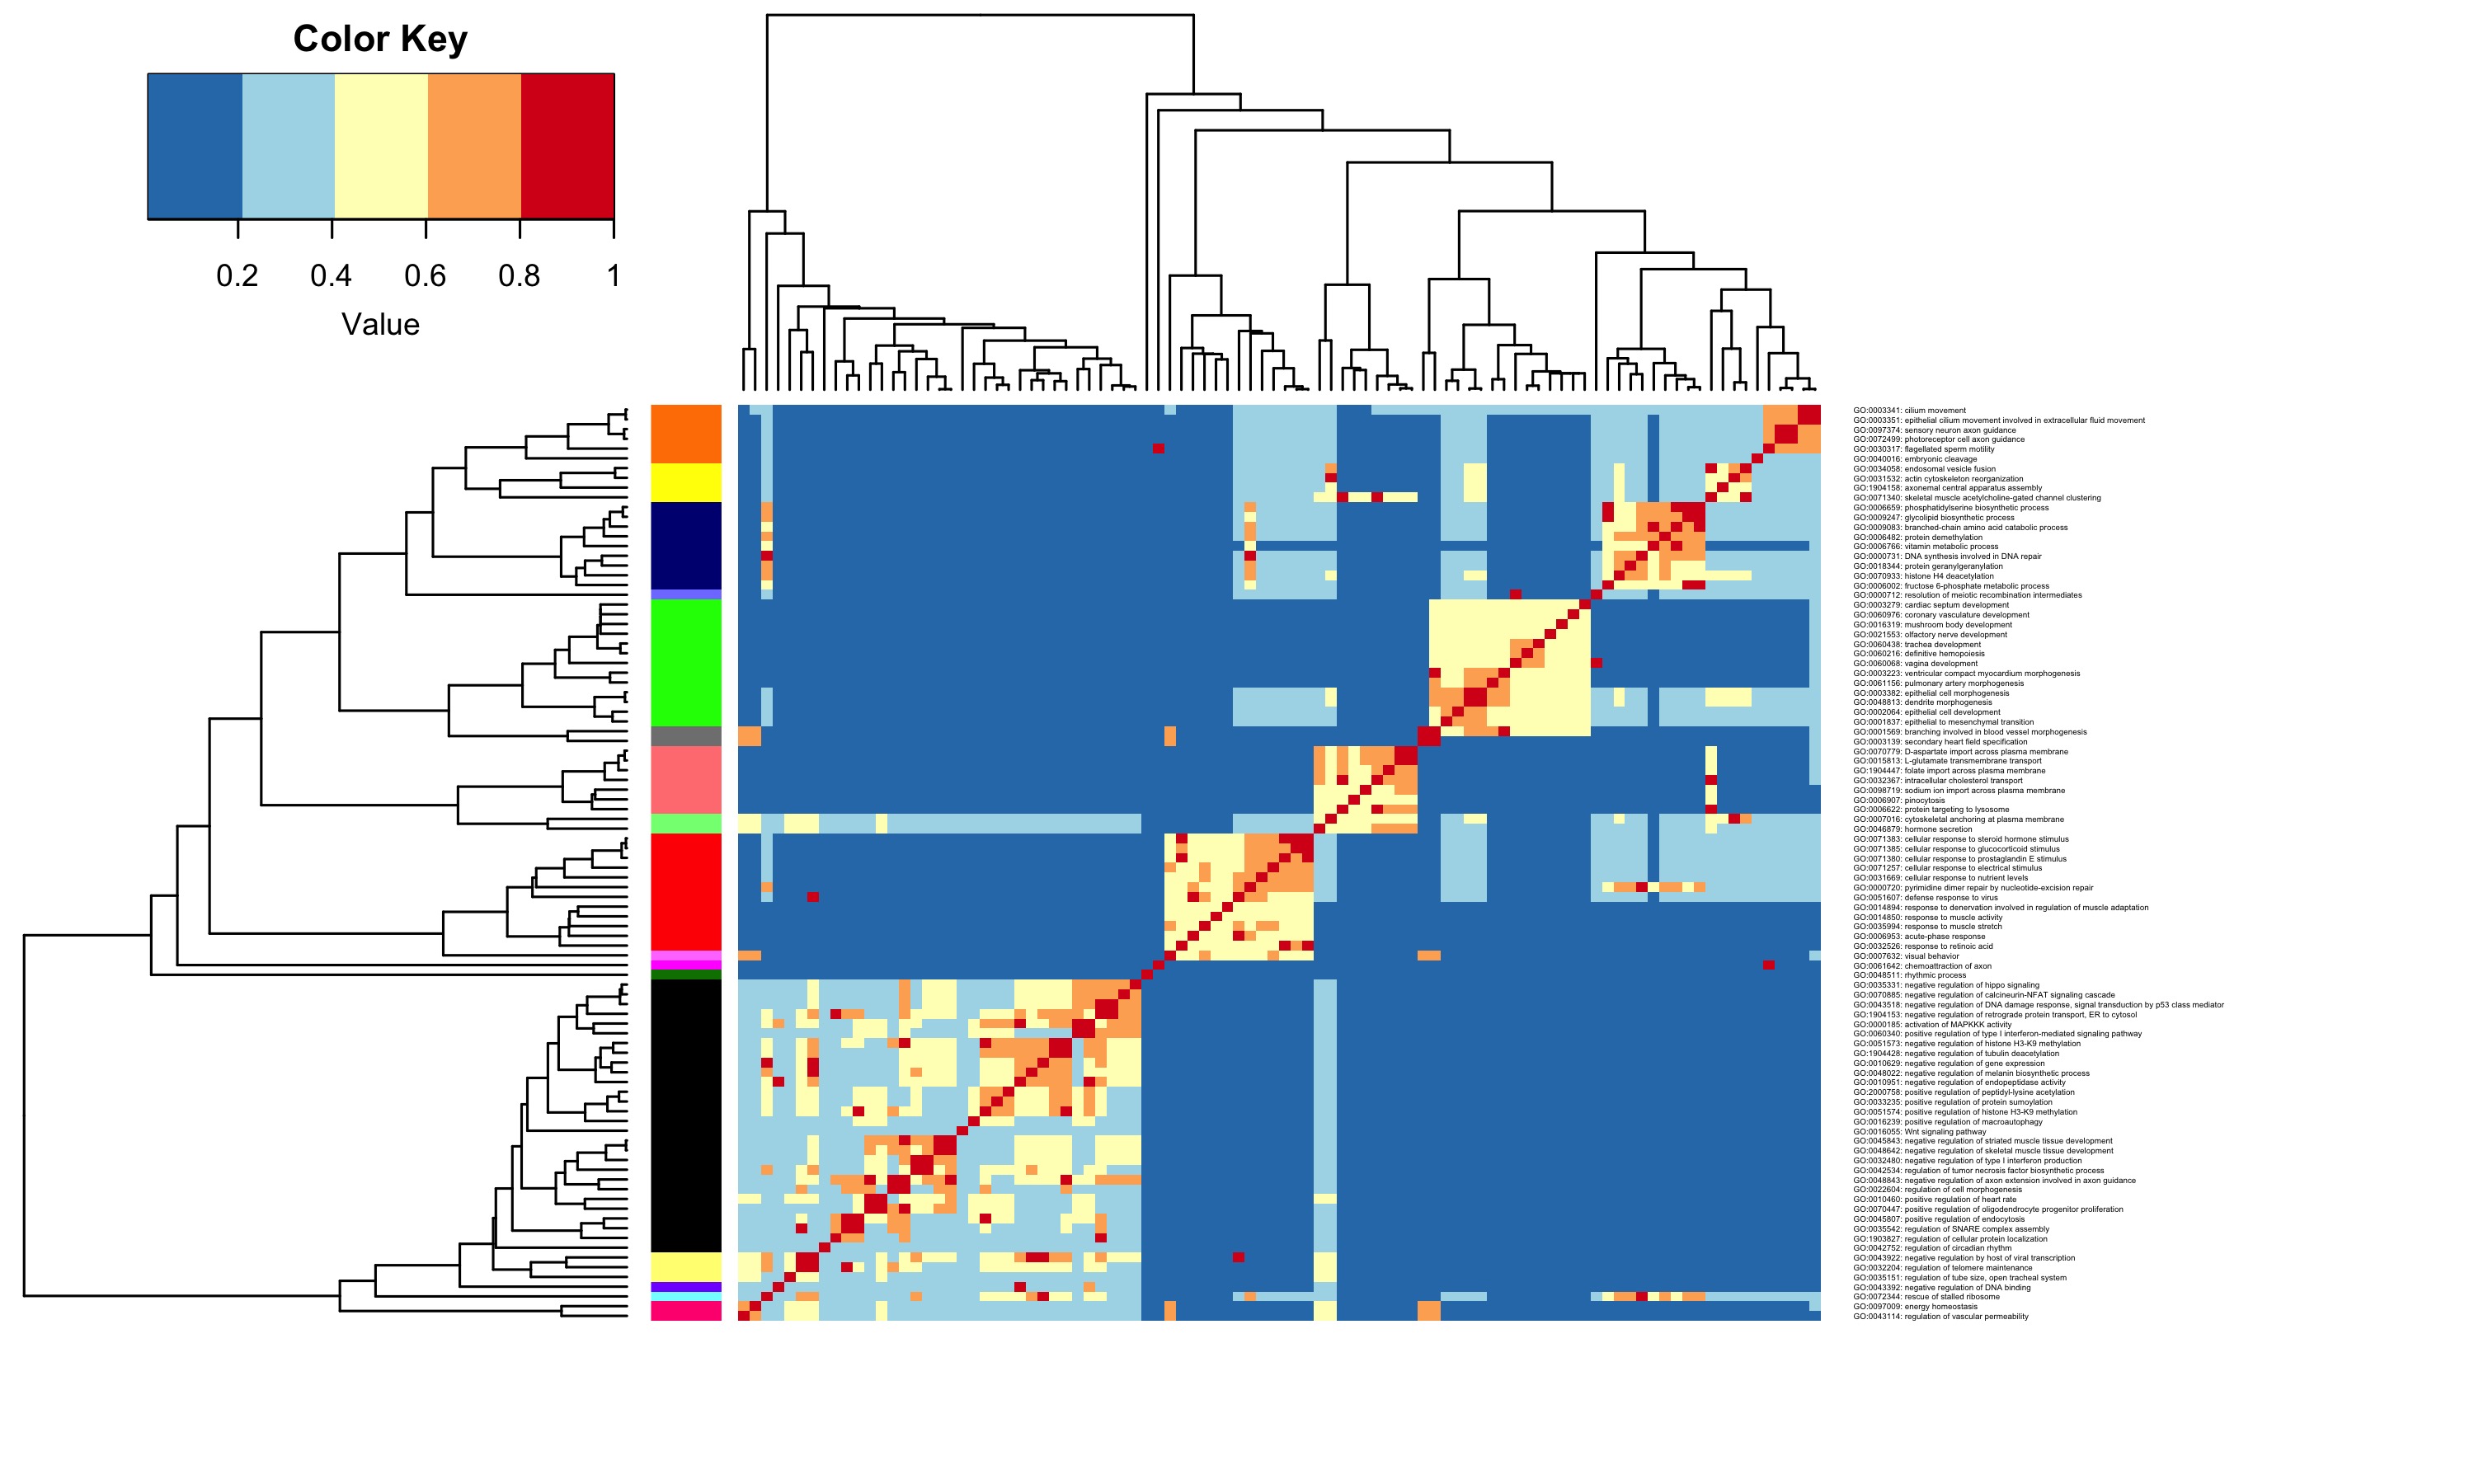 Color Key
0.2 0.4 0.6 0.8 1
Value
GO:0003341: cilium movement
GO:0003351: epithelial cilium movement involved in extracellular fluid movement
GO:0097374: sensory neuron axon guidance
GO:0072499: photoreceptor cell axon guidance
GO:0030317: flagellated sperm motility
GO:0040016: embryonic cleavage
GO:0034058: endosomal vesicle fusion
GO:0031532: actin cytoskeleton reorganization
GO:1904158: axonemal central apparatus assembly
GO:0071340: skeletal muscle acetylcholine-gated channel clustering
GO:0006659: phosphatidylserine biosynthetic process
GO:0009247: glycolipid biosynthetic process
GO:0009083: branched-chain amino acid catabolic process
GO:0006482: protein demethylation
GO:0006766: vitamin metabolic process
GO:0000731: DNA synthesis involved in DNA repair
GO:0018344: protein geranylgeranylation
GO:0070933: histone H4 deacetylation
GO:0006002: fructose 6-phosphate metabolic process
GO:0000712: resolution of meiotic recombination intermediates
GO:0003279: cardiac septum development
GO:0060976: coronary vasculature development
GO:0016319: mushroom body development
GO:0021553: olfactory nerve development
GO:0060438: trachea development
GO:0060216: definitive hemopoiesis
GO:0060068: vagina development
GO:0003223: ventricular compact myocardium morphogenesis
GO:0061156: pulmonary artery morphogenesis
GO:0003382: epithelial cell morphogenesis
GO:0048813: dendrite morphogenesis
GO:0002064: epithelial cell development
GO:0001837: epithelial to mesenchymal transition
GO:0001569: branching involved in blood vessel morphogenesis
GO:0003139: secondary heart field specification
GO:0070779: D-aspartate import across plasma membrane
GO:0015813: L-glutamate transmembrane transport
GO:1904447: folate import across plasma membrane
GO:0032367: intracellular cholesterol transport
GO:0098719: sodium ion import across plasma membrane
GO:0006907: pinocytosis
GO:0006622: protein targeting to lysosome
GO:0007016: cytoskeletal anchoring at plasma membrane
GO:0046879: hormone secretion
GO:0071383: cellular response to steroid hormone stimulus
GO:0071385: cellular response to glucocorticoid stimulus
GO:0071380: cellular response to prostaglandin E stimulus
GO:0071257: cellular response to electrical stimulus
GO:0031669: cellular response to nutrient levels
GO:0000720: pyrimidine dimer repair by nucleotide-excision repair
GO:0051607: defense response to virus
GO:0014894: response to denervation involved in regulation of muscle adaptation
GO:0014850: response to muscle activity
GO:0035994: response to muscle stretch
GO:0006953: acute-phase response
GO:0032526: response to retinoic acid
GO:0007632: visual behavior
GO:0061642: chemoattraction of axon
GO:0048511: rhythmic process
GO:0035331: negative regulation of hippo signaling
GO:0070885: negative regulation of calcineurin-NFAT signaling cascade
GO:0043518: negative regulation of DNA damage response, signal transduction by p53 class mediator
GO:1904153: negative regulation of retrograde protein transport, ER to cytosol
GO:0000185: activation of MAPKKK activity
GO:0060340: positive regulation of type I interferon-mediated signaling pathway
GO:0051573: negative regulation of histone H3-K9 methylation
GO:1904428: negative regulation of tubulin deacetylation
GO:0010629: negative regulation of gene expression
GO:0048022: negative regulation of melanin biosynthetic process
GO:0010951: negative regulation of endopeptidase activity
GO:2000758: positive regulation of peptidyl-lysine acetylation
GO:0033235: positive regulation of protein sumoylation
GO:0051574: positive regulation of histone H3-K9 methylation
GO:0016239: positive regulation of macroautophagy
GO:0016055: Wnt signaling pathway
GO:0045843: negative regulation of striated muscle tissue development
GO:0048642: negative regulation of skeletal muscle tissue development
GO:0032480: negative regulation of type I interferon production
GO:0042534: regulation of tumor necrosis factor biosynthetic process
GO:0048843: negative regulation of axon extension involved in axon guidance
GO:0022604: regulation of cell morphogenesis
GO:0010460: positive regulation of heart rate
GO:0070447: positive regulation of oligodendrocyte progenitor proliferation
GO:0045807: positive regulation of endocytosis
GO:0035542: regulation of SNARE complex assembly
GO:1903827: regulation of cellular protein localization
GO:0042752: regulation of circadian rhythm
GO:0043922: negative regulation by host of viral transcription
GO:0032204: regulation of telomere maintenance
GO:0035151: regulation of tube size, open tracheal system
GO:0043392: negative regulation of DNA binding
GO:0072344: rescue of stalled ribosome
GO:0097009: energy homeostasis
GO:0043114: regulation of vascular permeability